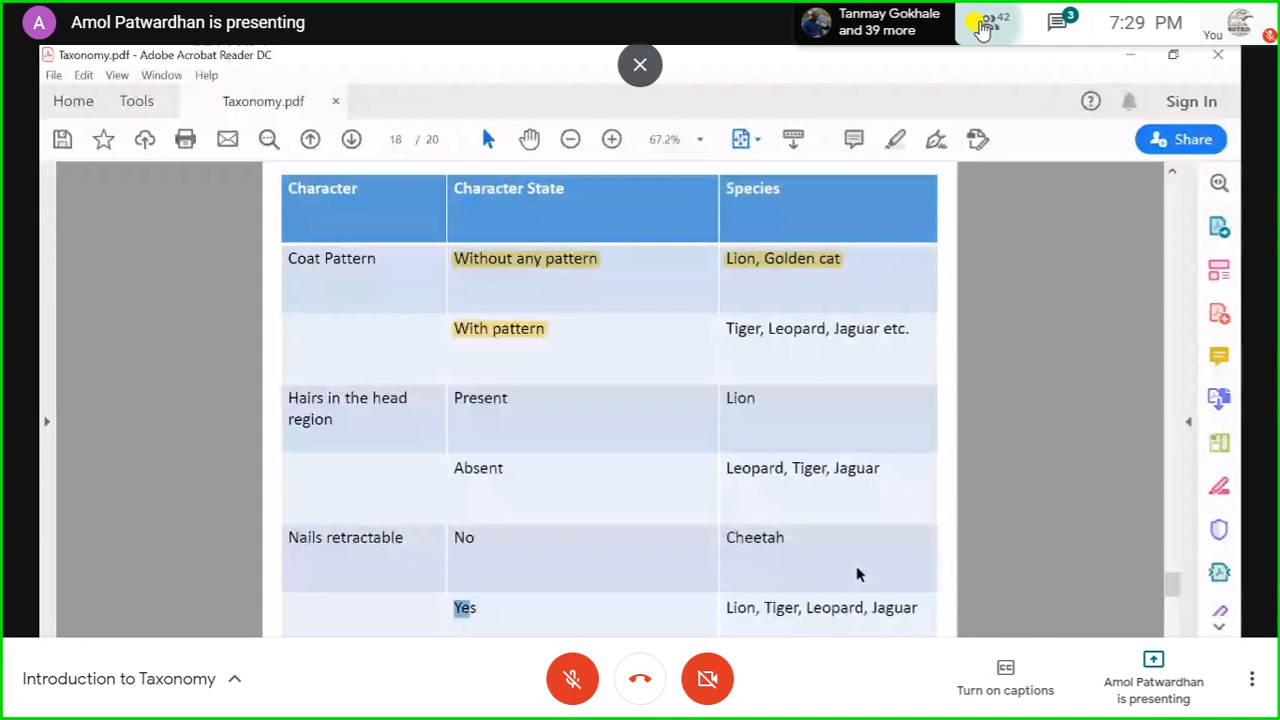 A Amol Patwardhan is presenting
Tanmay Gokhale
and 39 more
42
3
7:29 PM
You
Taxonomy.pdf - Adobe Acrobat Reader DC
File Edit View Window Help
Home Tools Taxonomy.pdf × Sign In
18 / 20 67.2% Share
Character Character State Species
Coat Pattern Without any pattern Lion, Golden cat
With pattern Tiger, Leopard, Jaguar etc.
Hairs in the head Present Lion
region
Absent Leopard, Tiger, Jaguar
Nails retractable No Cheetah
Yes Lion, Tiger, Leopard, Jaguar
Introduction to Taxonomy
Turn on captions
Amol Patwardhan
is presenting